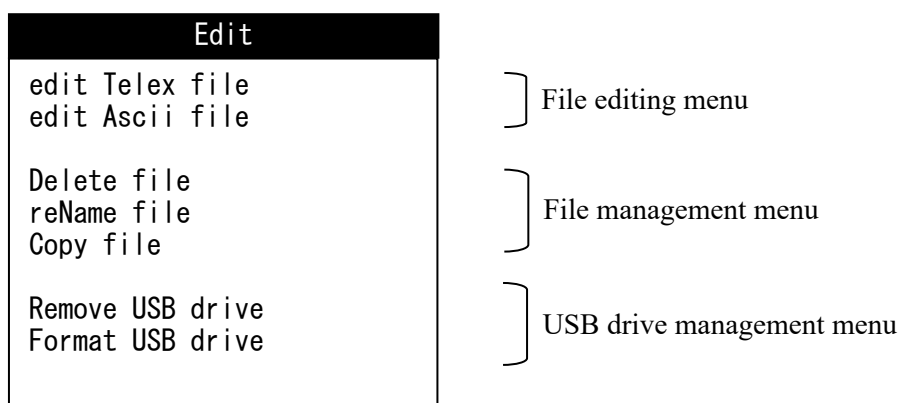 Edit
edit Telex file
edit Ascii file
File editing menu
Delete file
reName file
Copy file
File management menu
Remove USB drive
Format USB drive
USB drive management menu